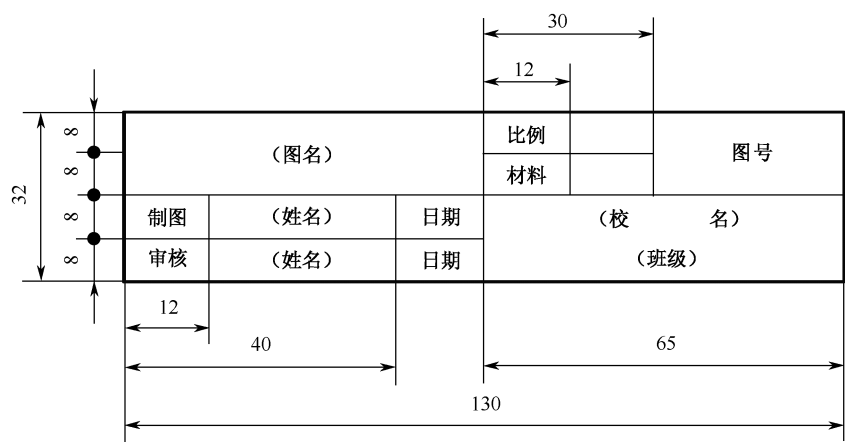 30
12
8
8
8
8
32
(图名)
比例
材料
图号
制图
(姓名)
日期
审核
(姓名)
日期
(校 名)
(班级)
12
40
65
130